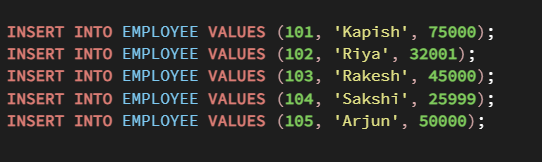 INSERT INTO EMPLOYEE VALUES (101, 'Kapish', 75000);
INSERT INTO EMPLOYEE VALUES (102, 'Riya', 32001);
INSERT INTO EMPLOYEE VALUES (103, 'Rakesh', 45000);
INSERT INTO EMPLOYEE VALUES (104, 'Sakshi', 25999);
INSERT INTO EMPLOYEE VALUES (105, 'Arjun', 50000);